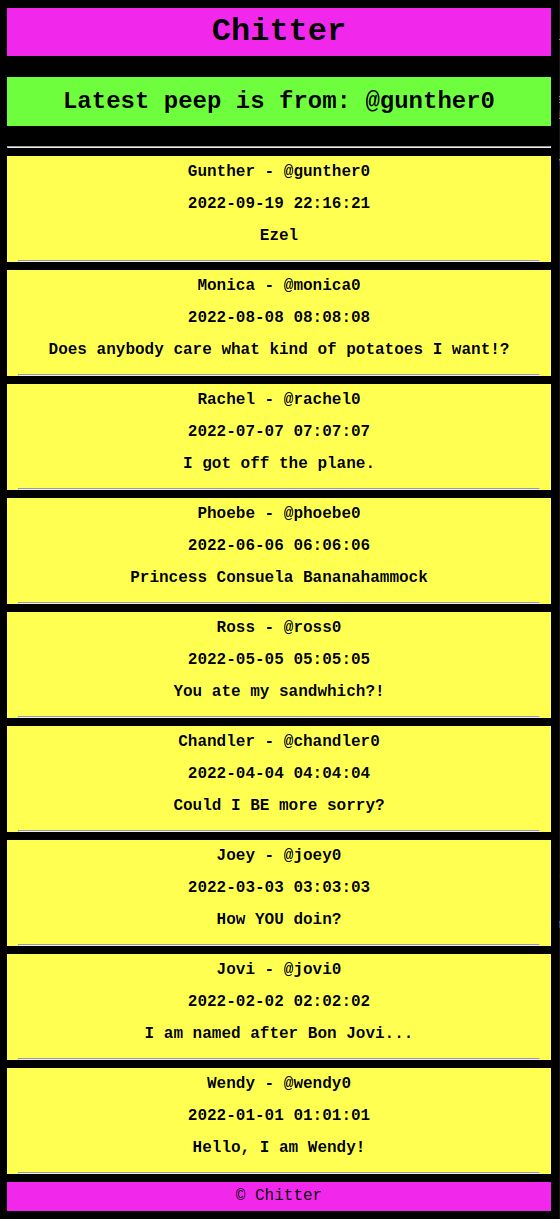 Chitter
Latest peep is from: @gunther0
Gunther - @gunther0
2022-09-19 22:16:21
Ezel
Monica - @monica0
2022-08-08 08:08:08
Does anybody care what kind of potatoes I want!?
Rachel - @rachel0
2022-07-07 07:07:07
I got off the plane.
Phoebe - @phoebe0
2022-06-06 06:06:06
Princess Consuela Bananahammock
Ross - @ross0
2022-05-05 05:05:05
You ate my sandwhich?!
Chandler - @chandler0
2022-04-04 04:04:04
Could I BE more sorry?
Joey - @joey0
2022-03-03 03:03:03
How YOU doin?
Jovi - @jovi0
2022-02-02 02:02:02
I am named after Bon Jovi...
Wendy - @wendy0
2022-01-01 01:01:01
Hello, I am Wendy!
© Chitter